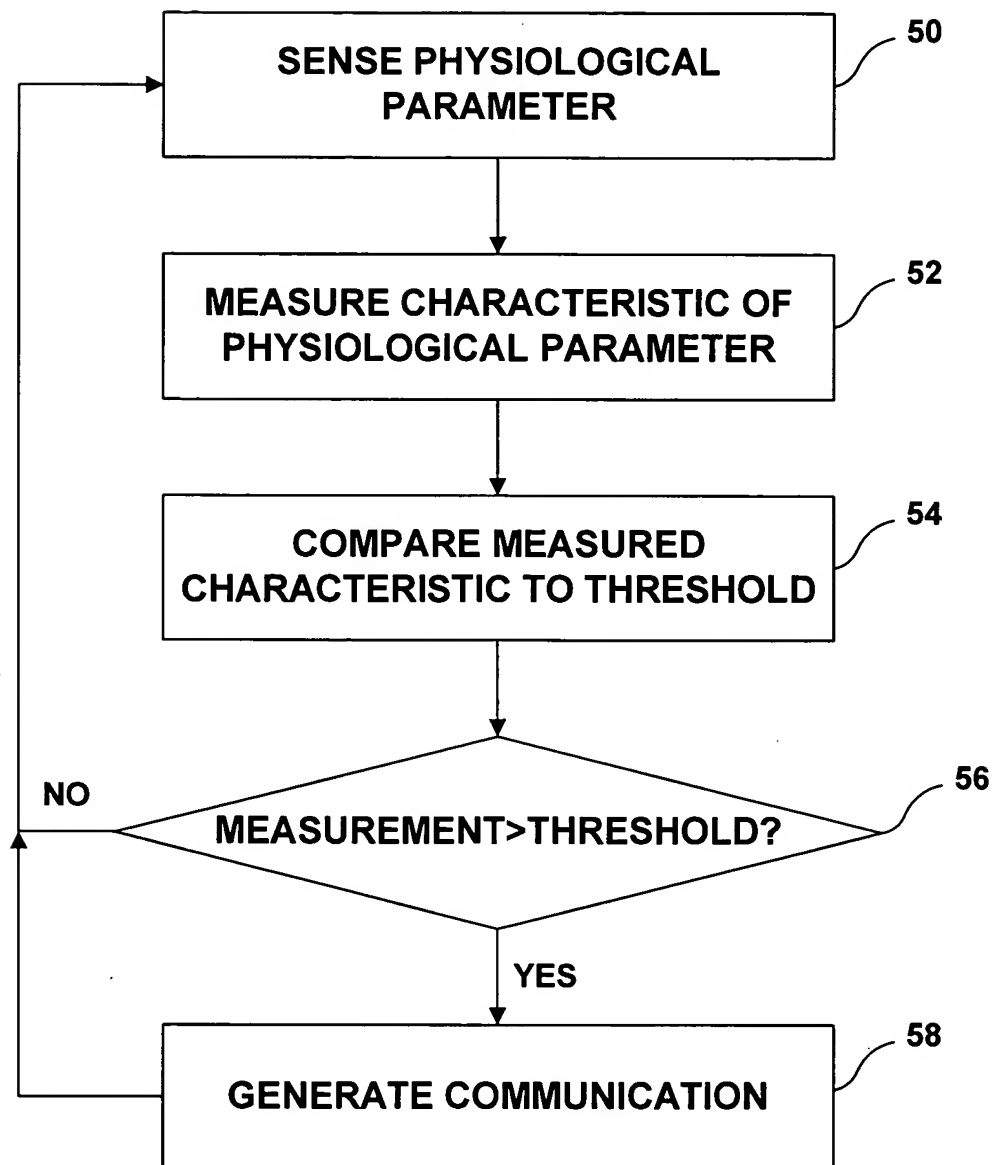 50
SENSE PHYSIOLOGICAL
PARAMETER
52
MEASURE CHARACTERISTIC OF
PHYSIOLOGICAL PARAMETER
54
COMPARE MEASURED
CHARACTERISTIC TO THRESHOLD
NO
56
MEASUREMENT>THRESHOLD?
YES
58
GENERATE COMMUNICATION